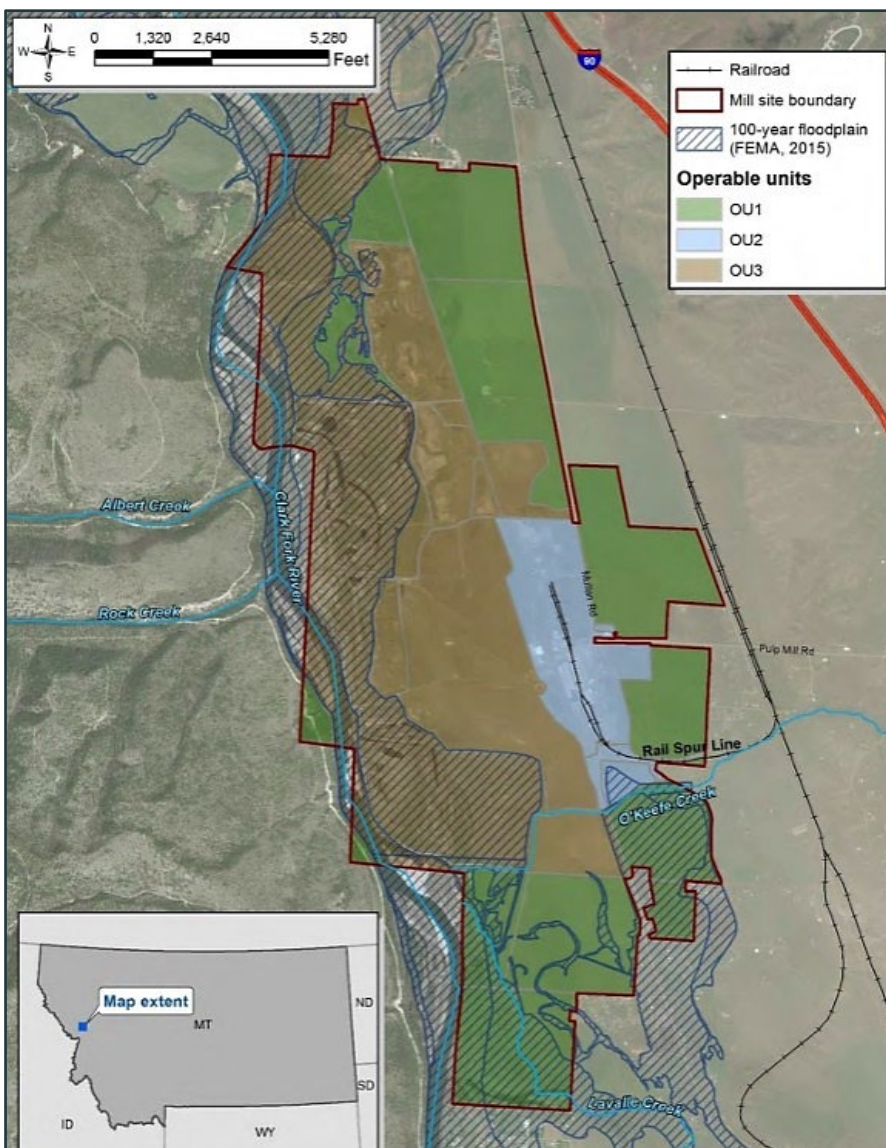 N
W E
S
0 1,320 2,640 5,280
Feet
90
Railroad
Mill site boundary
100-year floodplain
(FEMA, 2015)
Operable units
OU1
OU2
OU3
Albert Creek
Clark Fork River
Rock Creek
Mullan Rd
Pulp Mill Rd
Rail Spur Line
O'Keefe Creek
Lavalle Creek
Map extent
MT
ND
SD
ID
WY